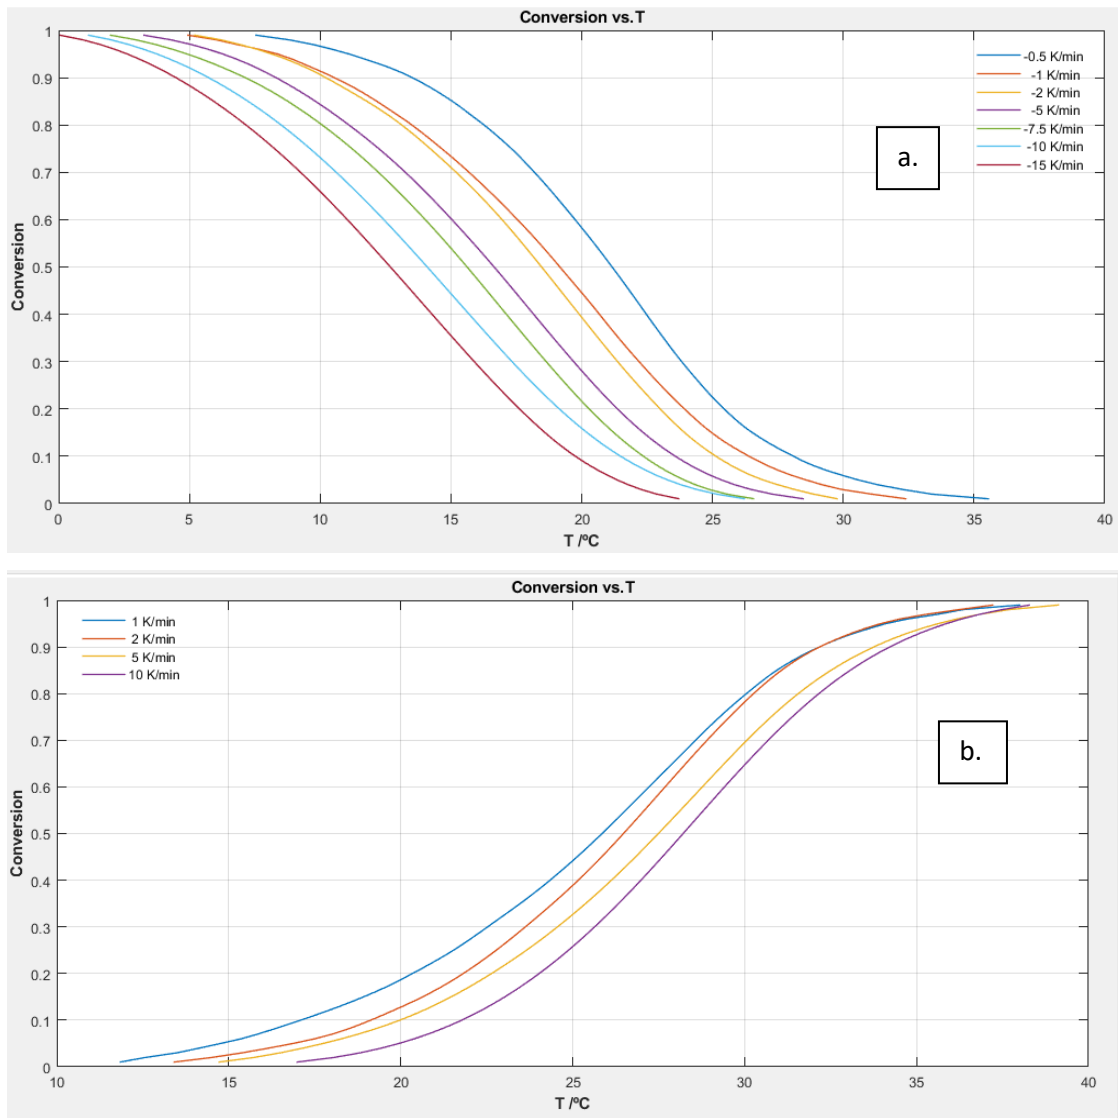 Conversion vs.T
1
0.9
0.8
0.7
0.6
0.5
0.4
0.3
0.2
0.1
0
Conversion
-0.5 K/min
-1 K/min
-2 K/min
-5 K/min
-7.5 K/min
-10 K/min
-15 K/min
a.
0 5 10 15 20 25 30 35 40
T /ºC
Conversion vs.T
1
0.9
0.8
0.7
0.6
0.5
0.4
0.3
0.2
0.1
0
Conversion
1 K/min
2 K/min
5 K/min
10 K/min
b.
10 15 20 25 30 35 40
T /ºC